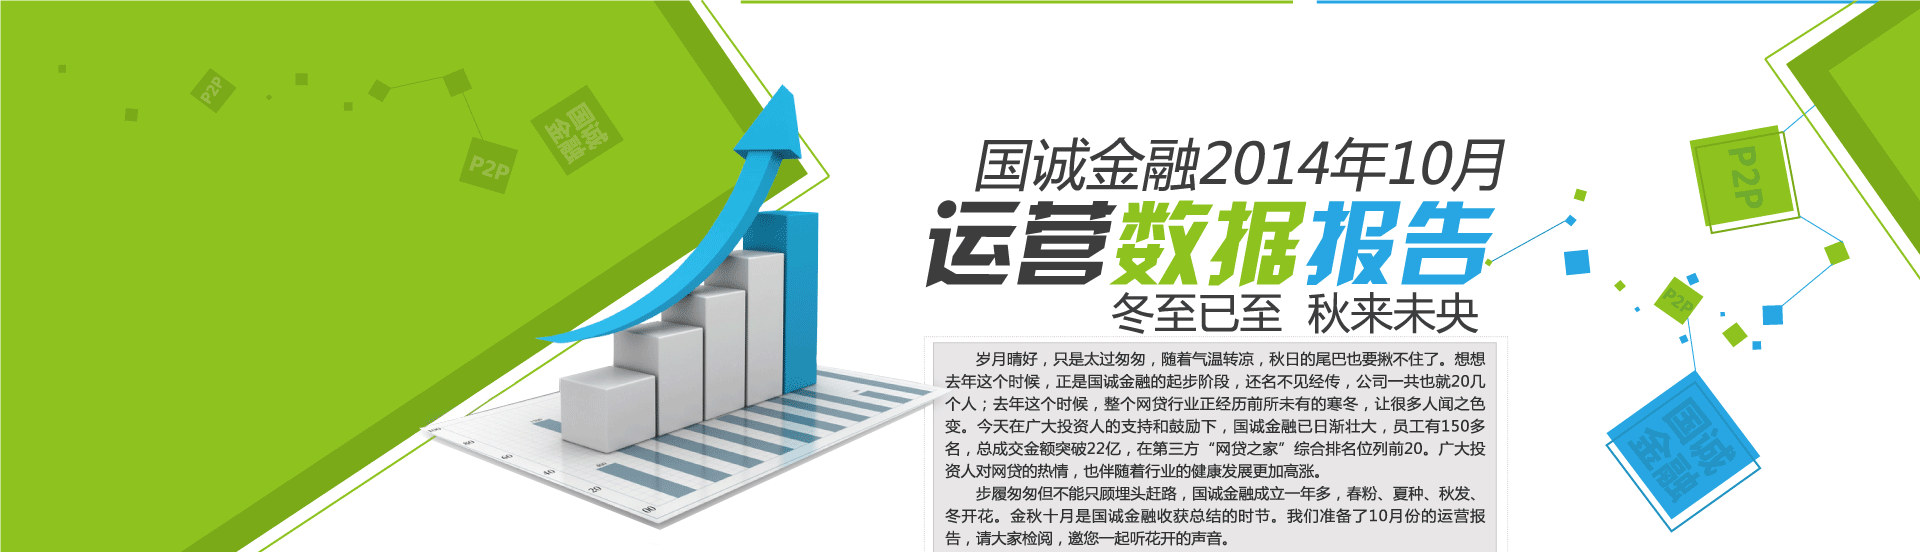 国诚金融2014年10月
运营数据报告
冬至已至 秋来未央
岁月晴好，只是太过匆匆，随着气温转凉，秋日的尾巴也要揪不住了。想想
去年这个时候，正是国诚金融的起步阶段，还名不见经传，公司一共也就20几
个人；去年这个时候，整个网贷行业正经历前所未有的寒冬，让很多人闻之色
变。今天在广大投资人的支持和鼓励下，国诚金融已日渐壮大，员工有150多
名，总成交金额突破22亿，在第三方“网贷之家”综合排名位列前20。广大投
资人对网贷的热情，也伴随着行业的健康发展更加高涨。
步履匆匆但不能只顾埋头赶路，国诚金融成立一年多，春粉、夏种、秋发、
冬开花。金秋十月是国诚金融收获总结的时节。我们准备了10月份的运营报
告，请大家检阅，邀您一起听花开的声音。
P2P
P2P
国诚
金融
P2P
P2P
国诚
金融
80
60
40
20
00